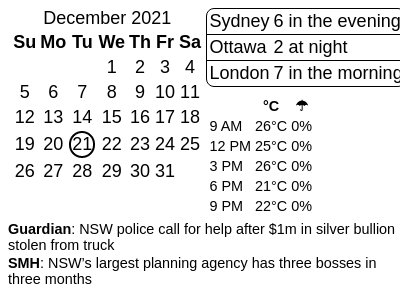 December 2021
Su Mo Tu We Th Fr Sa
1 2 3 4
5 6 7 8 9 10 11
12 13 14 15 16 17 18
19 20 21 22 23 24 25
26 27 28 29 30 31
Sydney 6 in the evening
Ottawa 2 at night
London 7 in the morning
°C ☂
9 AM 26°C 0%
12 PM 25°C 0%
3 PM 26°C 0%
6 PM 21°C 0%
9 PM 22°C 0%
Guardian: NSW police call for help after $1m in silver bullion
stolen from truck
SMH: NSW's largest planning agency has three bosses in
three months